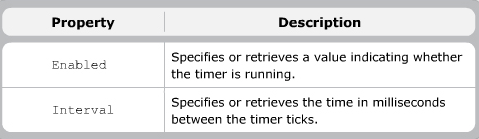 Property Description
Enabled Specifies or retrieves a value indicating whether
the timer is running.
Interval Specifies or retrieves the time in milliseconds
between the timer ticks.